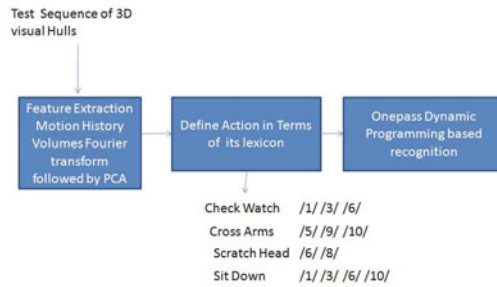 Test Sequence of 3D
visual Hulls
Feature Extraction
Motion History
Volumes Fourier
transform
followed by PCA
Define Action in Terms
of its lexicon
Onepass Dynamic
Programming based
recognition
Check Watch /1/ /3/ /6/
Cross Arms /5/ /9/ /10/
Scratch Head /6/ /8/
Sit Down /1/ /3/ /6/ /10/